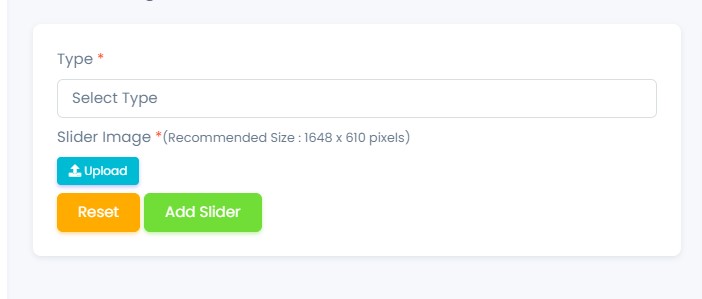 Type *
Select Type
Slider Image *(Recommended Size : 1648 x 610 pixels)
Upload
Reset Add Slider